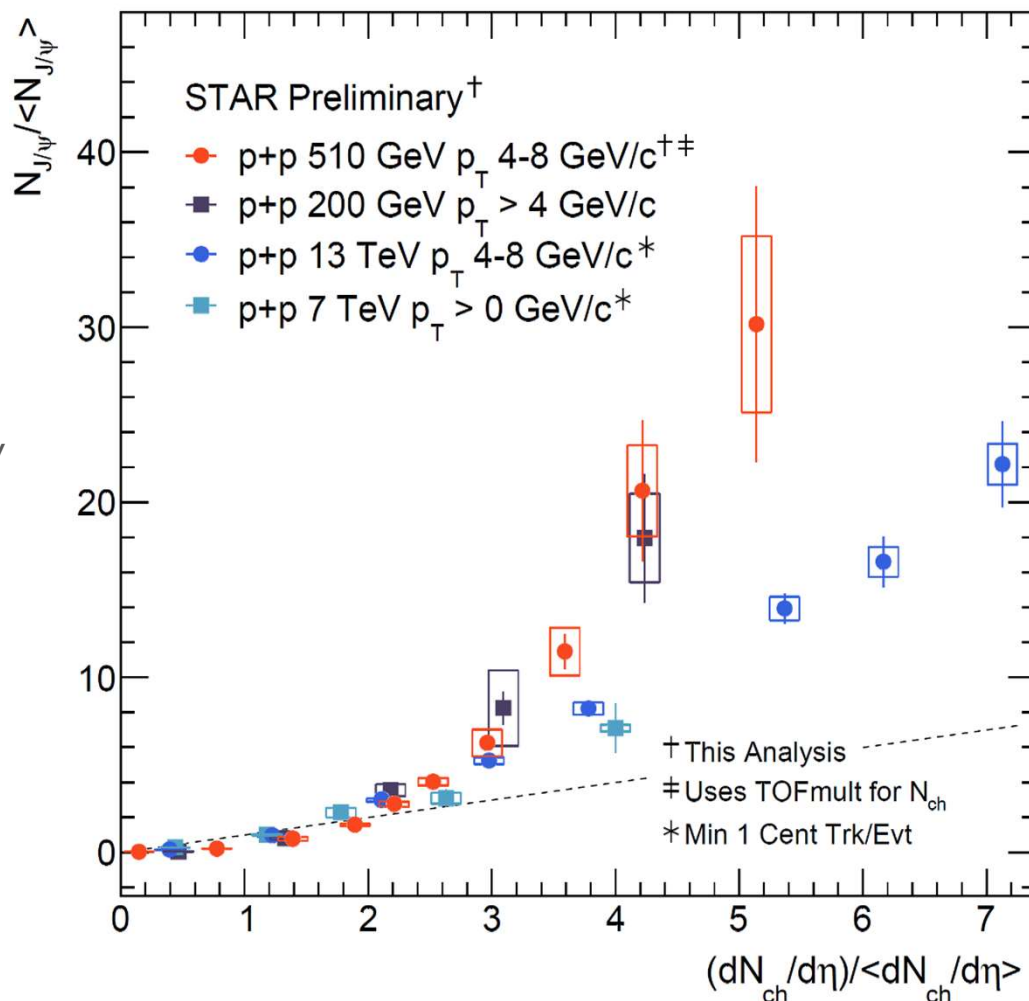 N_J/ψ/<N_J/ψ>
STAR Preliminary†
p+p 510 GeV p_T 4-8 GeV/c†‡
p+p 200 GeV p_T > 4 GeV/c
p+p 13 TeV p_T 4-8 GeV/c*
p+p 7 TeV p_T > 0 GeV/c*
40
30
20
10
0
† This Analysis
‡ Uses TOFmult for N_ch
* Min 1 Cent Trk/Evt
0 1 2 3 4 5 6 7
(dN_ch/dη)/<dN_ch/dη>